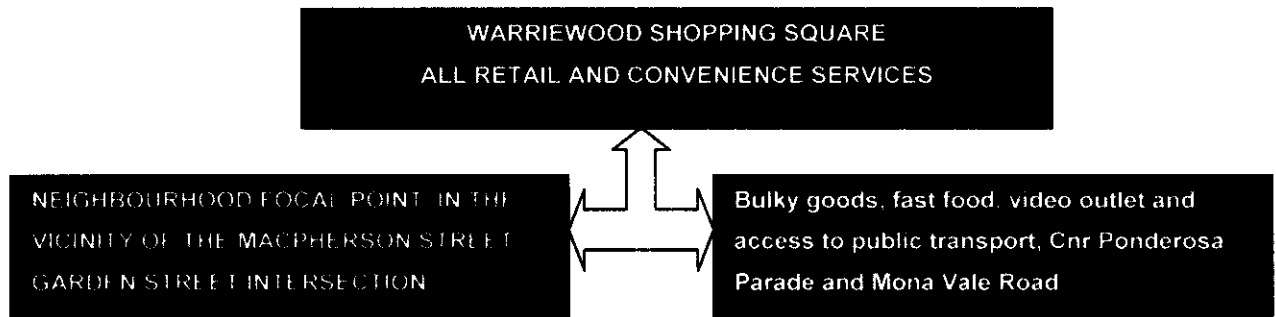 WARRIEWOOD SHOPPING SQUARE
ALL RETAIL AND CONVENIENCE SERVICES
NEIGHBOURHOOD FOCAL POINT IN THE
VICINITY OF THE MACPHERSON STREET
GARDEN STREET INTERSECTION
Bulky goods, fast food, video outlet and
access to public transport, Cnr Ponderosa
Parade and Mona Vale Road